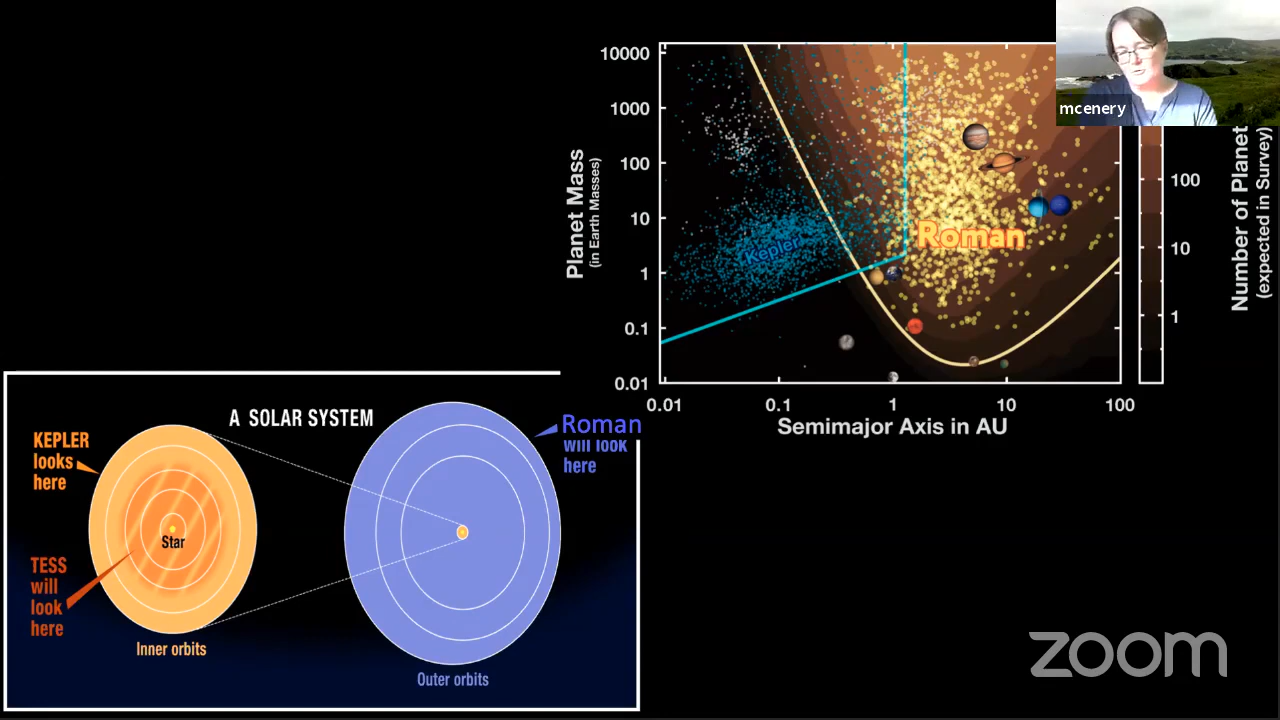 10000
1000
100
10
1
0.1
0.01
Planet Mass
(in Earth Masses)
Kepler
Roman
0.01
0.1
1
10
100
Semimajor Axis in AU
100
10
1
Number of Planet
(expected in Survey)
mcenery
A SOLAR SYSTEM
KEPLER
looks
here
TESS
will
look
here
Star
Inner orbits
Roman
will look
here
Outer orbits
zoom